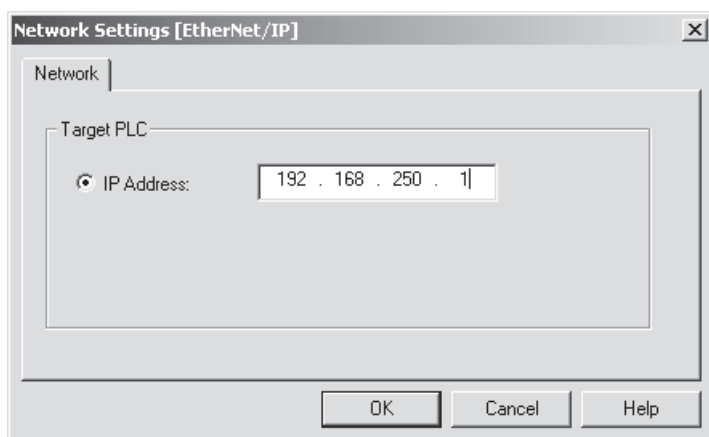 Network Settings [EtherNet/IP]
Network
Target PLC
IP Address: 192 . 168 . 250 . 1
OK Cancel Help